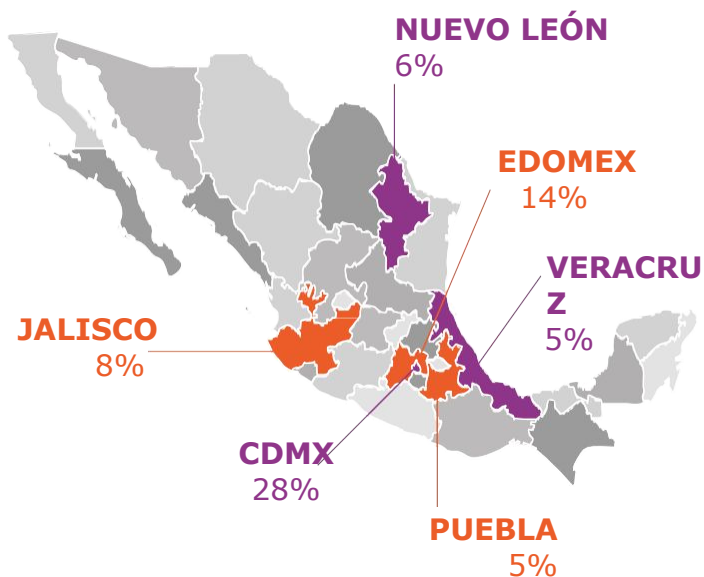 NUEVO LEÓN
6%
EDOMEX
14%
VERACRU
Z
5%
JALISCO
8%
CDMX
28%
PUEBLA
5%